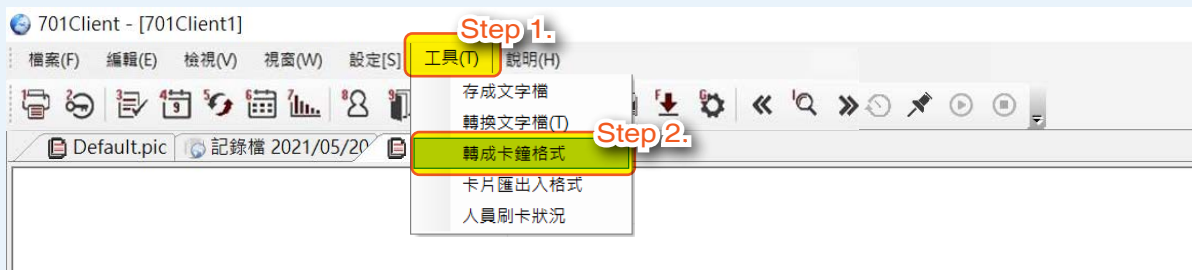 701Client - [701Client1]
Step 1.
檔案(F) 編輯(E) 檢視(V) 視窗(W) 設定[S] 工具(T) 說明(H)
存成文字檔
轉換文字檔(T)
Step 2.
轉成卡鐘格式
卡片匯出入格式
人員刷卡狀況
Default.pic 記錄檔 2021/05/20